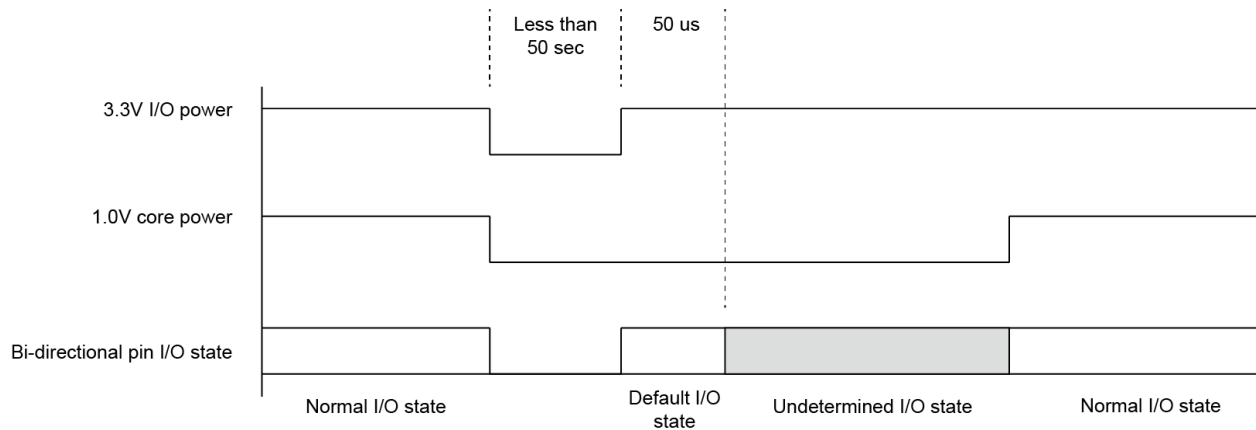 Less than
50 sec
50 us
3.3V I/O power
1.0V core power
Bi-directional pin I/O state
Normal I/O state
Default I/O
state
Undetermined I/O state
Normal I/O state